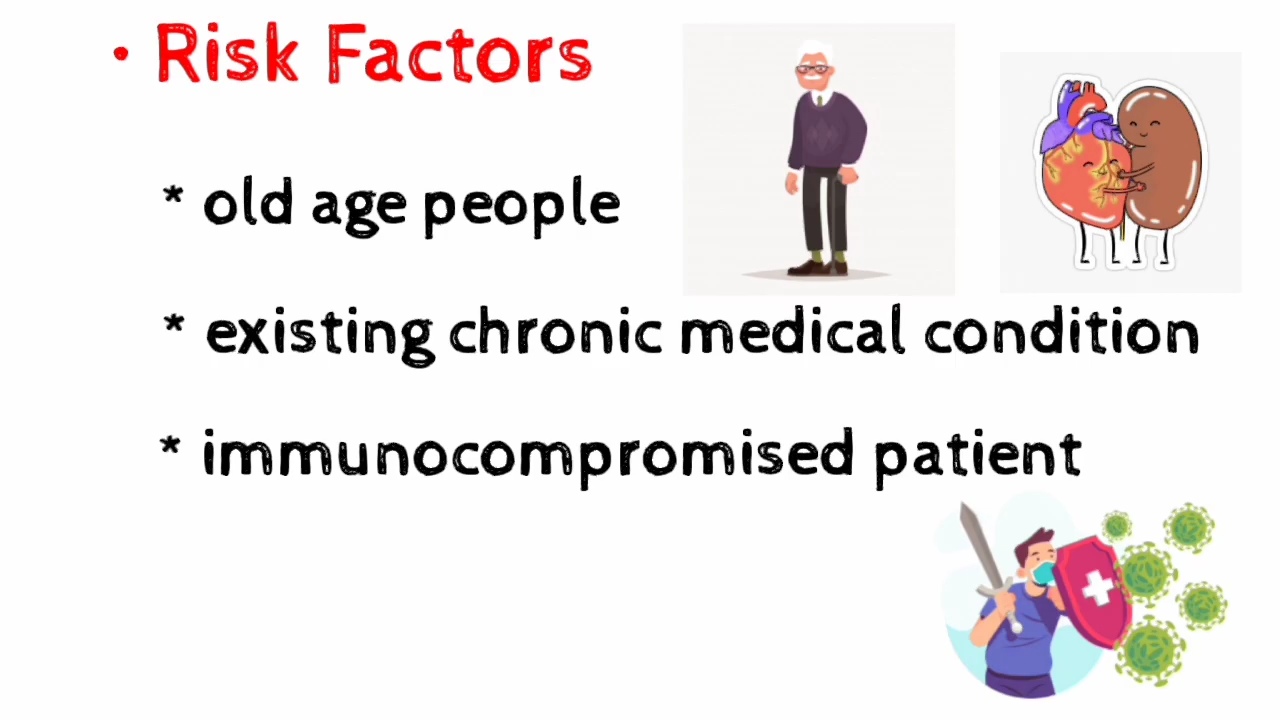 • Risk Factors
* old age people
* existing chronic medical condition
* immunocompromised patient